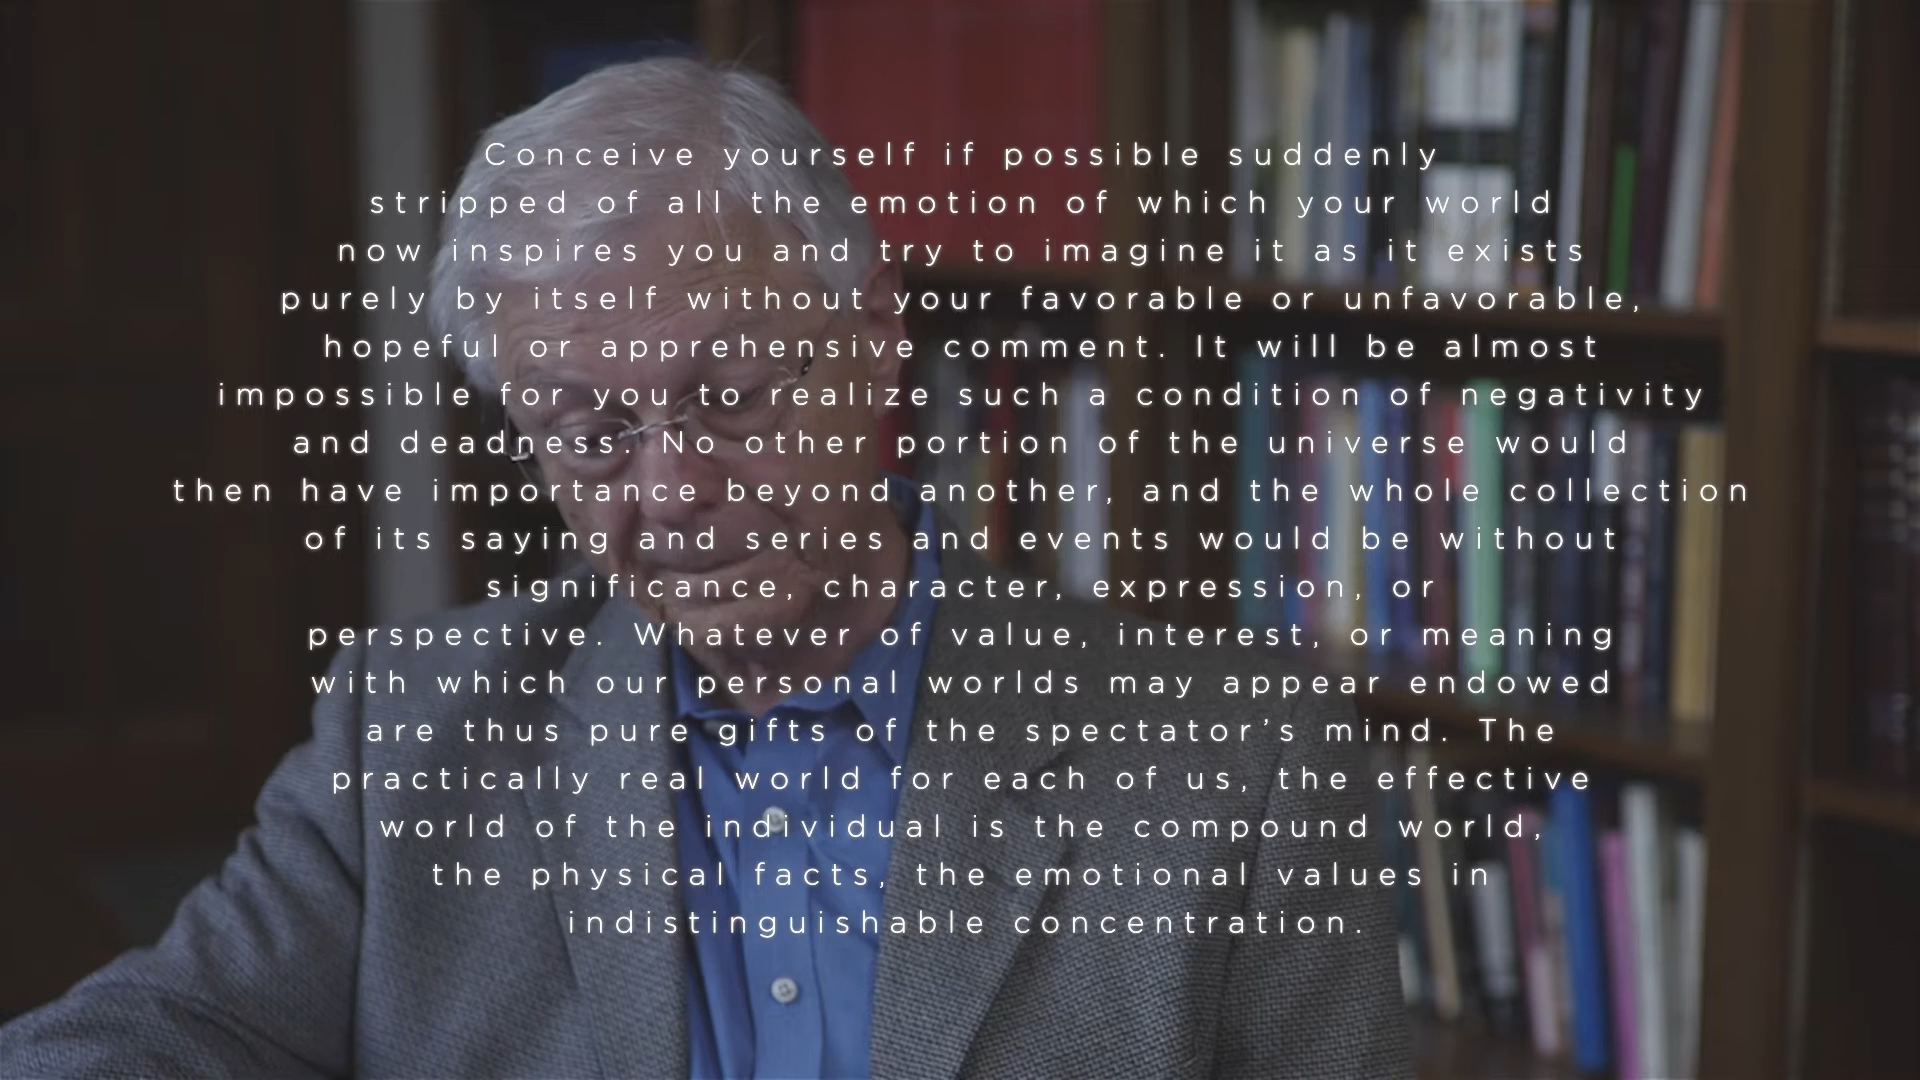 Conceive yourself if possible suddenly
stripped of all the emotion of which your world
now inspires you and try to imagine it as it exists
purely by itself without your favorable or unfavorable,
hopeful or apprehensive comment. It will be almost
impossible for you to realize such a condition of negativity
and deadness. No other portion of the universe would
then have importance beyond another, and the whole collection
of its saying and series and events would be without
significance, character, expression, or
perspective. Whatever of value, interest, or meaning
with which our personal worlds may appear endowed
are thus pure gifts of the spectator’s mind. The
practically real world for each of us, the effective
world of the individual is the compound world,
the physical facts, the emotional values in
indistinguishable concentration.